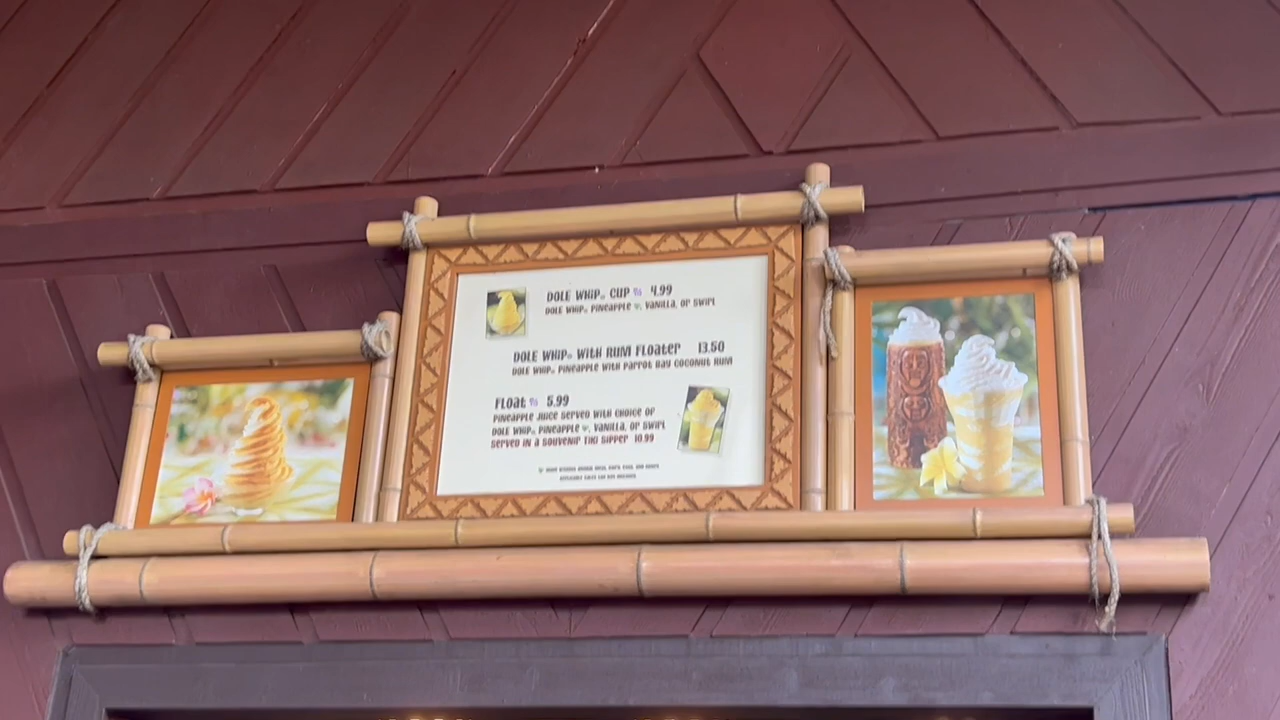 DOLE WHIP® CUP 4.99
DOLE WHIP® PINEAPPLE, VANILLA, OR SWIRL
DOLE WHIP® WITH RUM FLOATER 13.50
DOLE WHIP® PINEAPPLE WITH PARROT BAY COCONUT RUM
FLOAT 5.99
PINEAPPLE JUICE SERVED WITH CHOICE OF
DOLE WHIP® PINEAPPLE, VANILLA, OR SWIRL
SERVED IN A SOUVENIR TIKI SIPPER 10.99